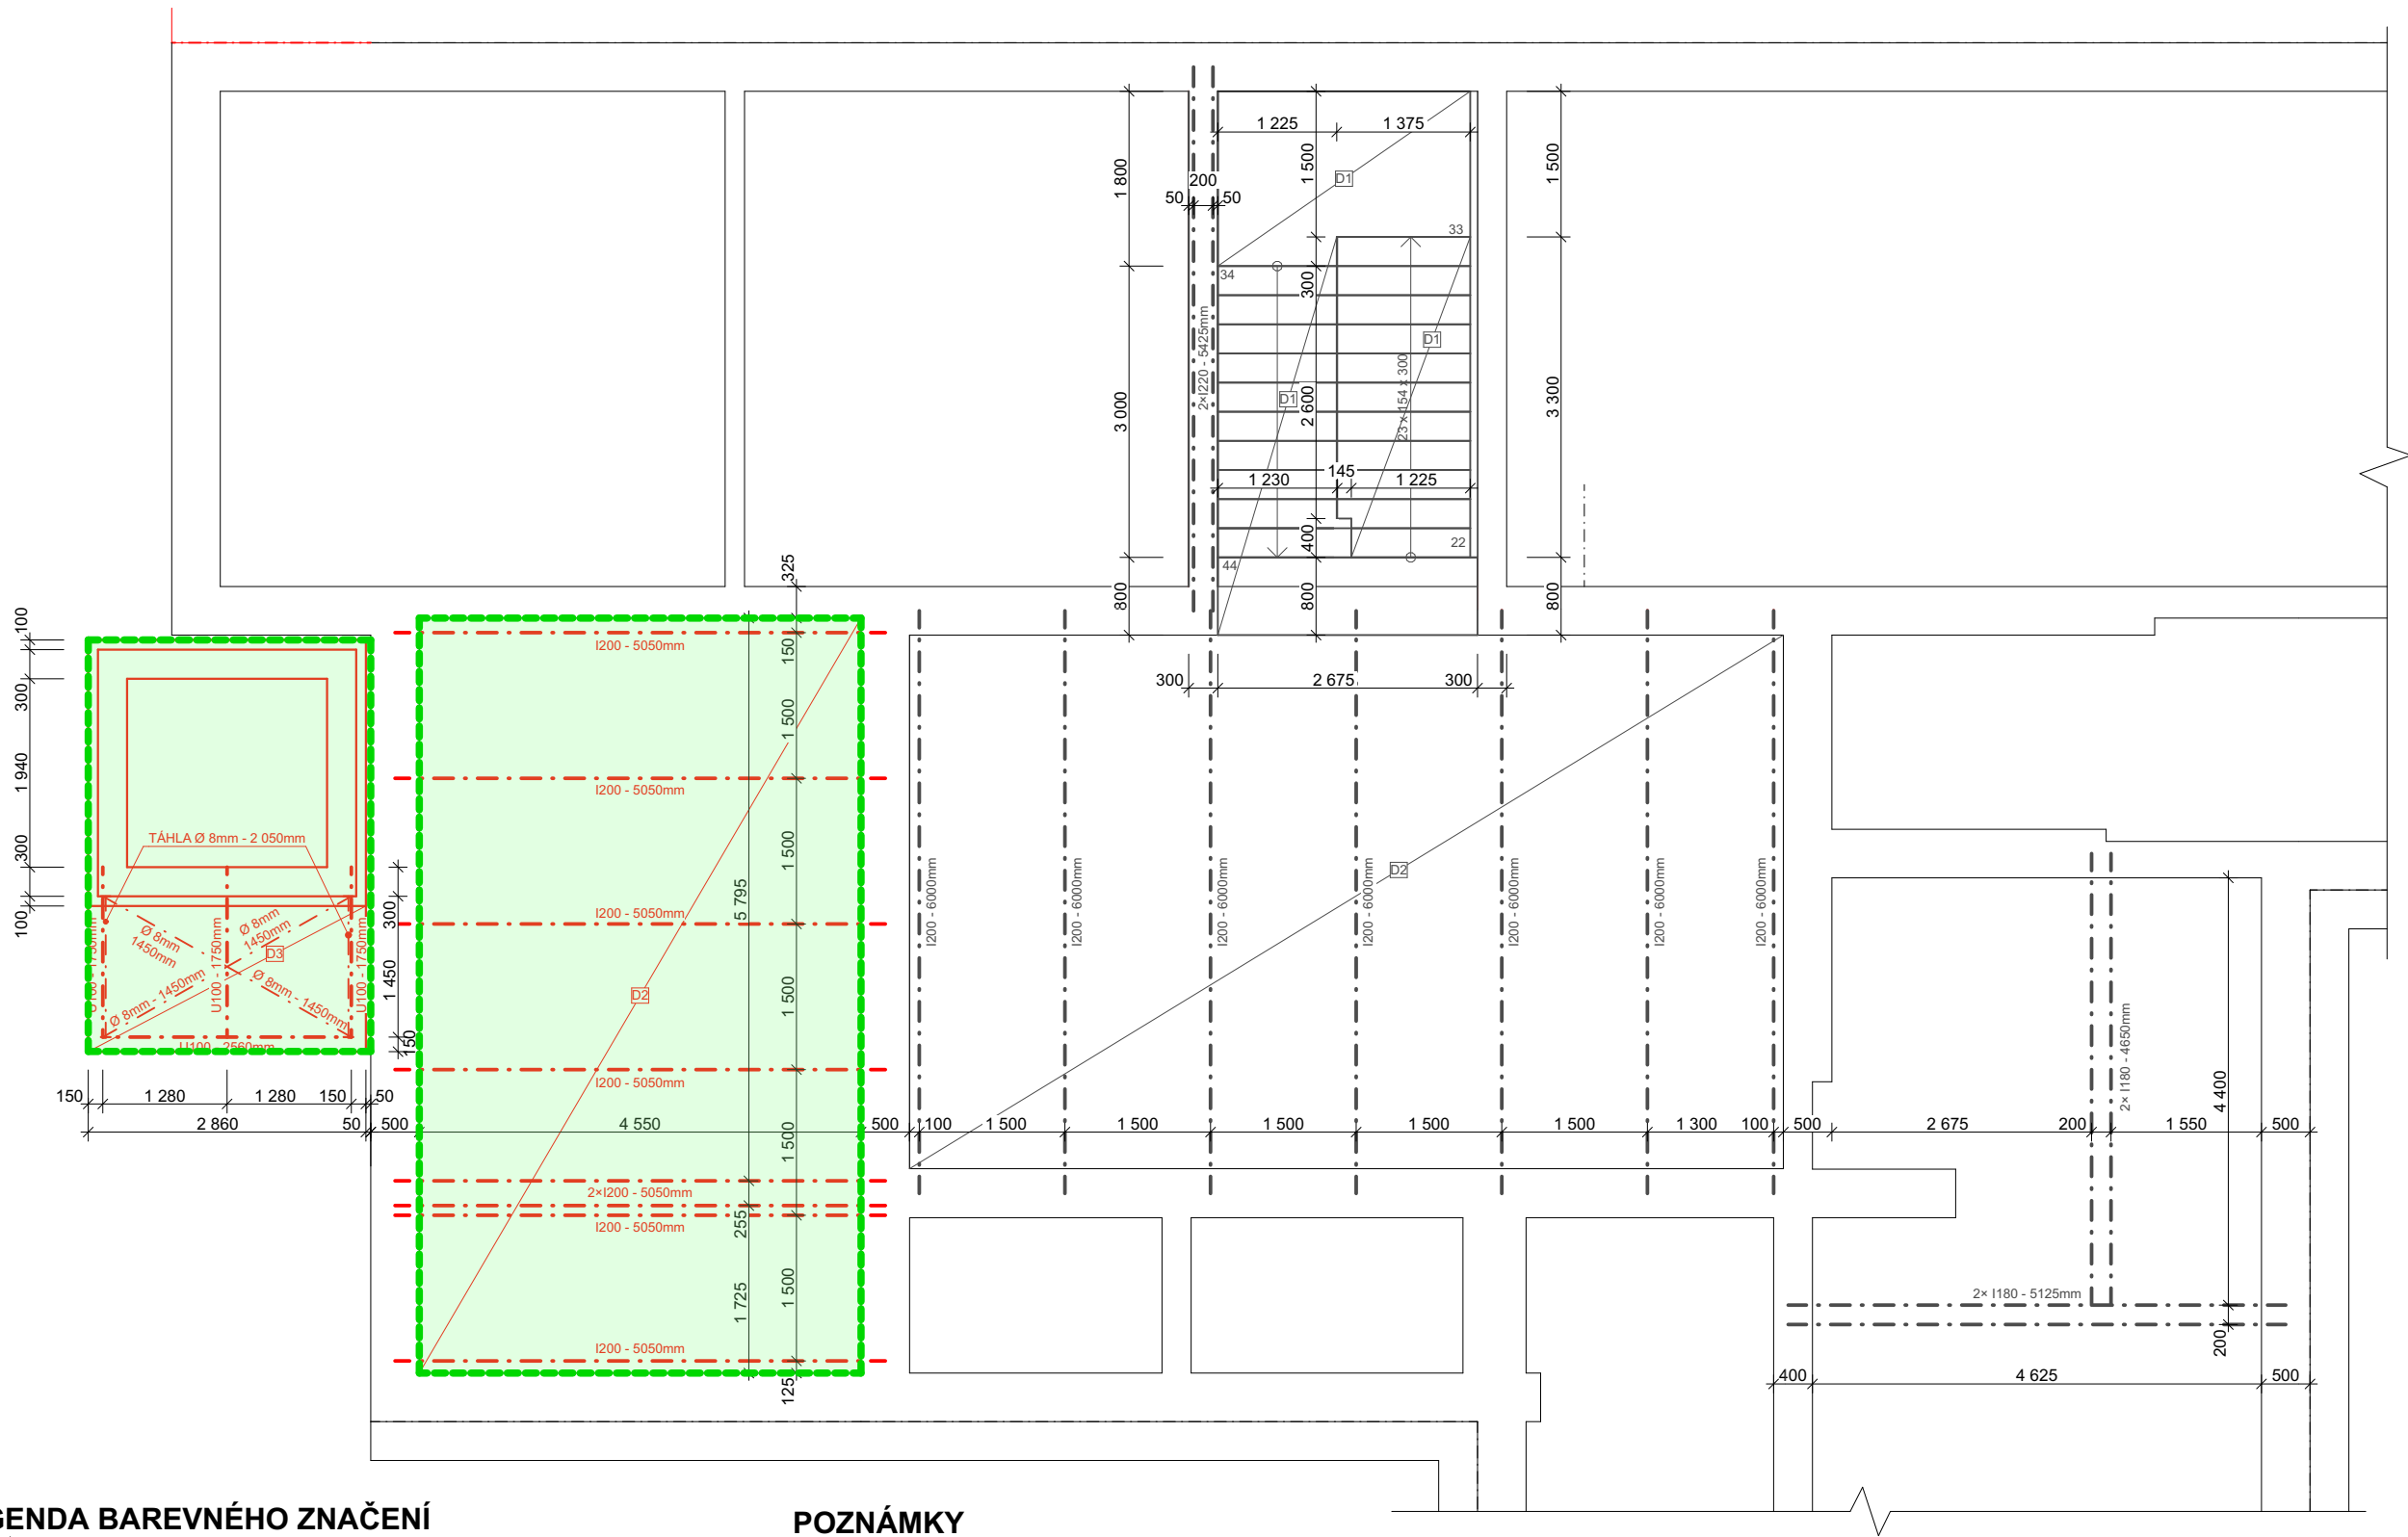 1 225
1 375
1 800
1 500
1 500
D1
200
50
50
33
34
300
2×I220 - 5425mm
D1
3 000
2 600
D1
23 x 154 x 300
3 300
145
1 230
1 225
400
22
44
325
800
800
800
100
I200 - 5050mm
150
300
2 675
300
300
1 500
I200 - 5050mm
1 940
TÁHLA Ø 8mm - 2 050mm
1 500
300
5 795
D2
I200 - 6000mm
I200 - 6000mm
I200 - 6000mm
I200 - 6000mm
I200 - 6000mm
I200 - 6000mm
I200 - 6000mm
100
300
I200 - 5050mm
Ø 8mm
1450mm
Ø 8mm
1450mm
D3
U100 - 1750mm
U100 - 1750mm
U100 - 1750mm
Ø 8mm - 1450mm
Ø 8mm - 1450mm
1 450
1 500
D2
150
U100 - 2560mm
2× I180 - 4650mm
I200 - 5050mm
4 400
150
1 280
1 280
150
50
2 860
50
500
4 550
500
100
1 500
1 500
1 500
1 500
1 500
1 300
100
500
2 675
200
1 550
500
1 500
2×I200 - 5050mm
255
I200 - 5050mm
1 725
1 500
2× I180 - 5125mm
200
I200 - 5050mm
125
400
4 625
500
GENDA BAREVNÉHO ZNAČENÍ
POZNÁMKY